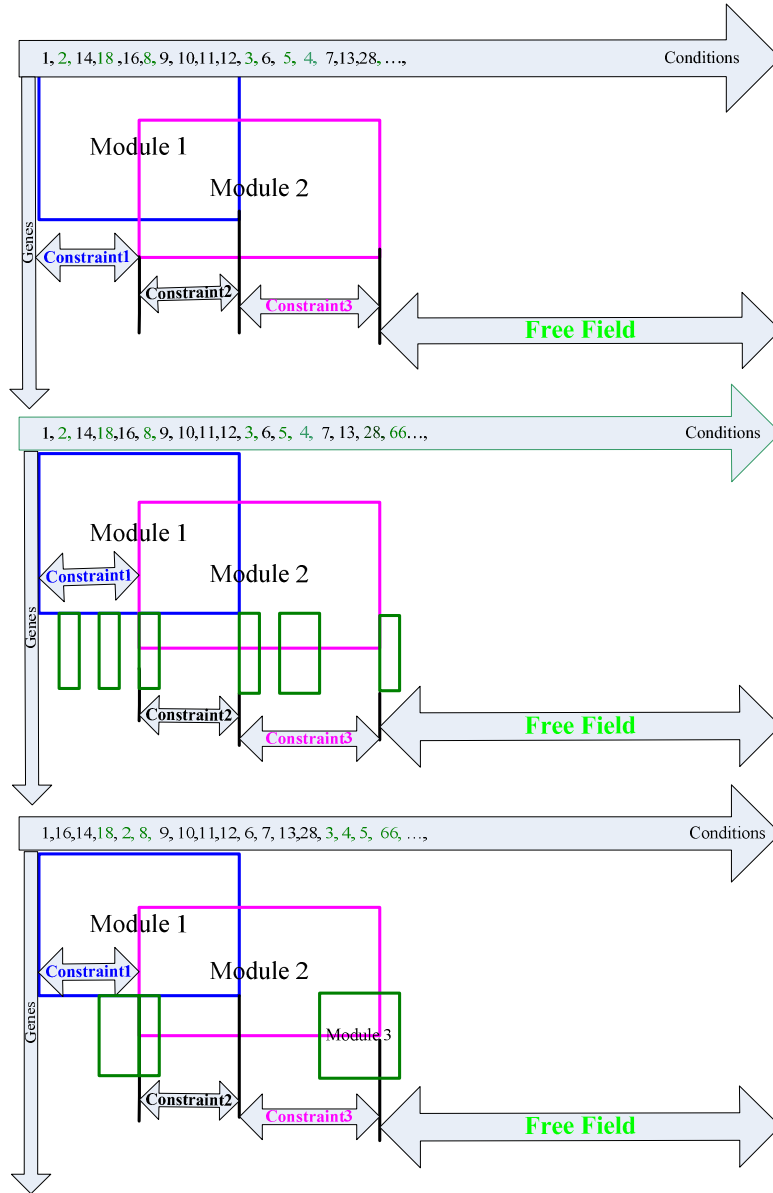 1, 2, 14,18 ,16,8, 9, 10,11,12, 3, 6, 5, 4, 7,13,28, …, Conditions
Module 1
Module 2
Genes
Constraint1
Constraint2
Constraint3
Free Field
1, 2, 14,18,16, 8, 9, 10,11,12, 3, 6, 5, 4, 7, 13, 28, 66…, Conditions
Module 1
Constraint1
Module 2
Genes
Constraint2
Constraint3
Free Field
1,16,14,18, 2, 8, 9, 10,11,12, 6, 7, 13,28, 3, 4, 5, 66, …, Conditions
Module 1
Constraint1
Module 2
Genes
Module 3
Constraint2
Constraint3
Free Field